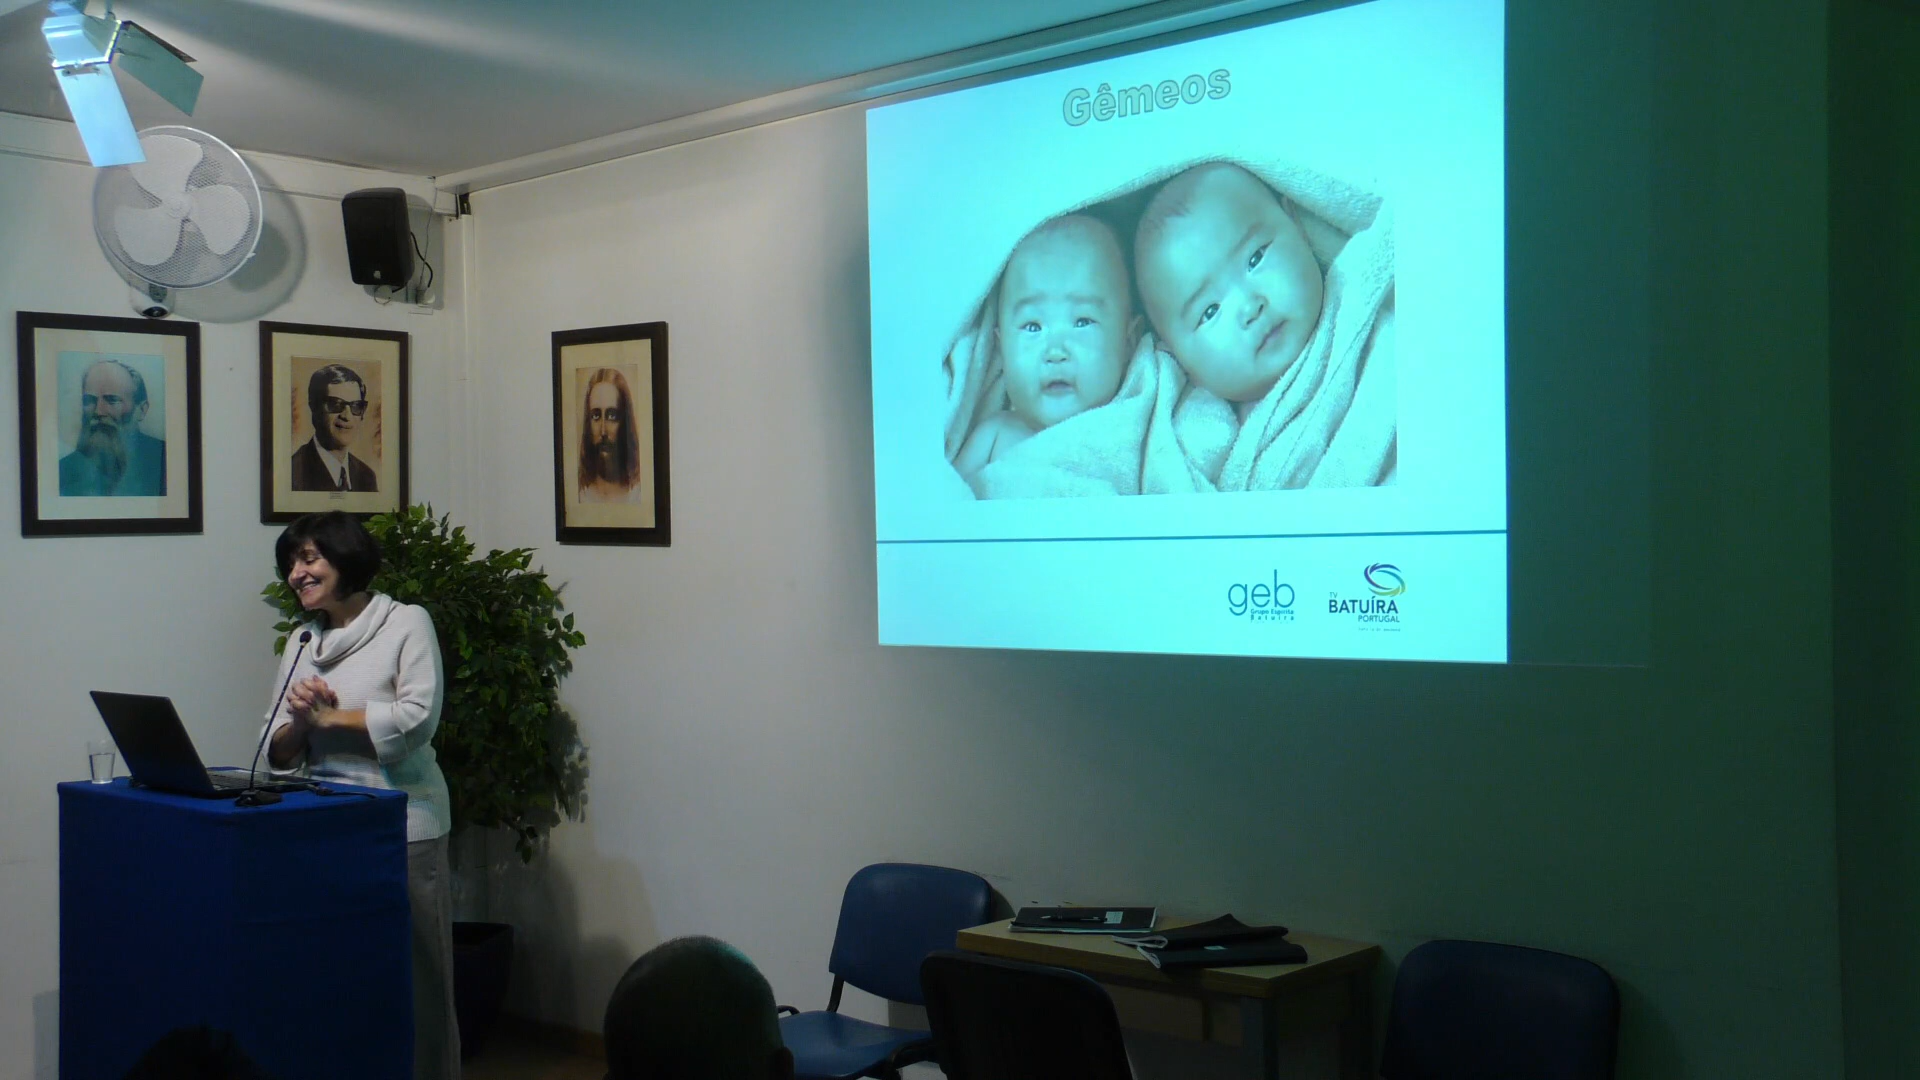 Gêmeos
geb
Grupo Espírita
Batuíra
TV
BATUÍRA
PORTUGAL